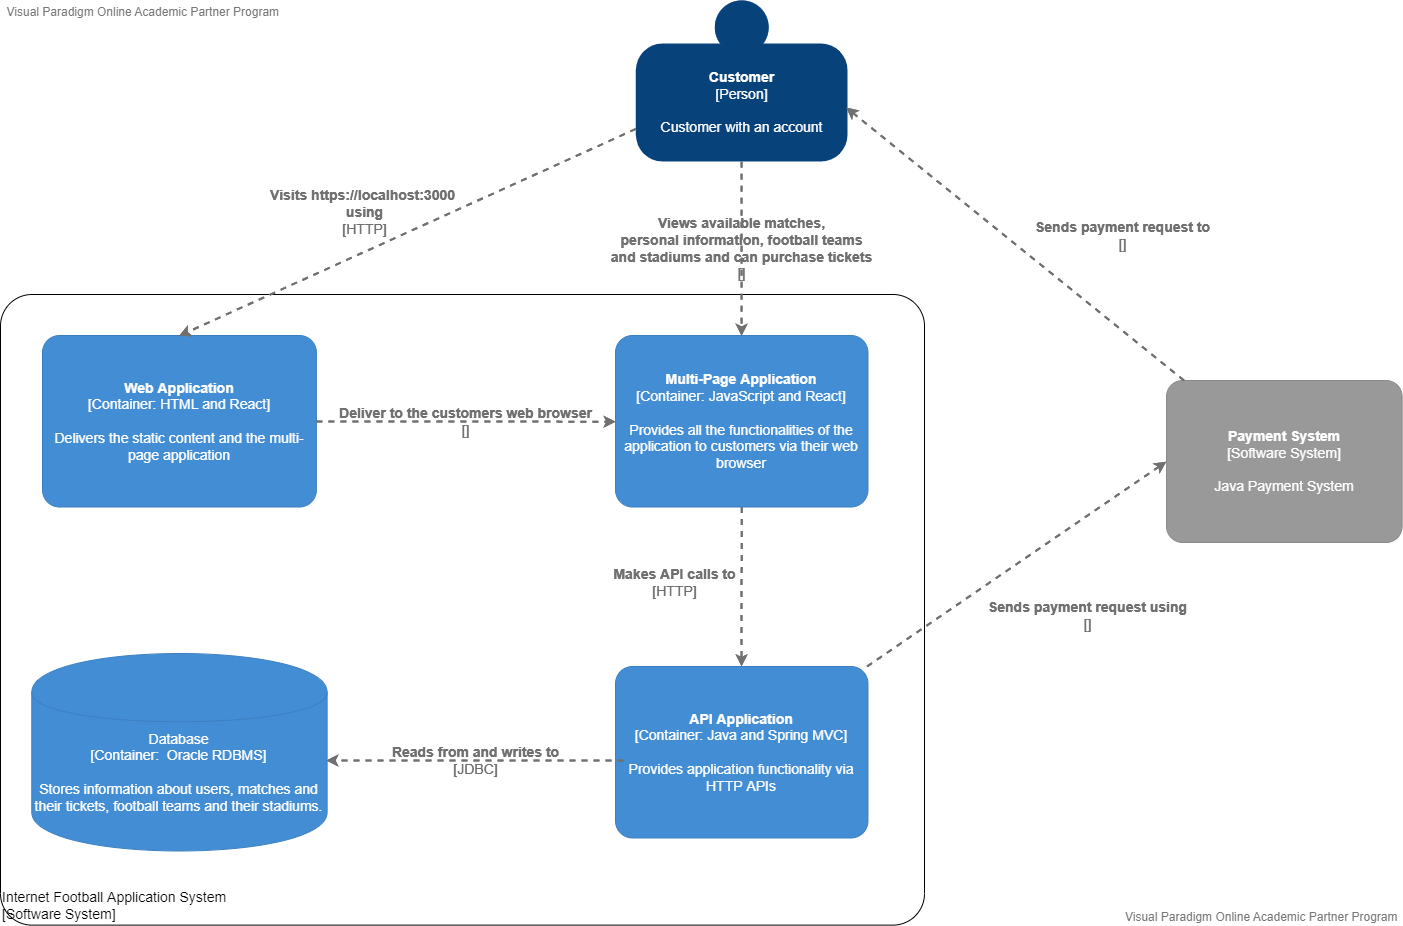 Visual Paradigm Online Academic Partner Program
Customer
[Person]
Customer with an account
Visits https://localhost:3000
using
[HTTP]
Views available matches,
personal information, football teams
and stadiums and can purchase tickets
[]
Sends payment request to
[]
Web Application
[Container: HTML and React]
Delivers the static content and the multi-
page application
Deliver to the customers web browser
[]
Multi-Page Application
[Container: JavaScript and React]
Provides all the functionalities of the
application to customers via their web
browser
Payment System
[Software System]
Java Payment System
Makes API calls to
[HTTP]
Sends payment request using
[]
Database
[Container:  Oracle RDBMS]
Stores information about users, matches and
their tickets, football teams and their stadiums.
Reads from and writes to
[JDBC]
API Application
[Container: Java and Spring MVC]
Provides application functionality via
HTTP APIs
Internet Football Application System
[Software System]
Visual Paradigm Online Academic Partner Program